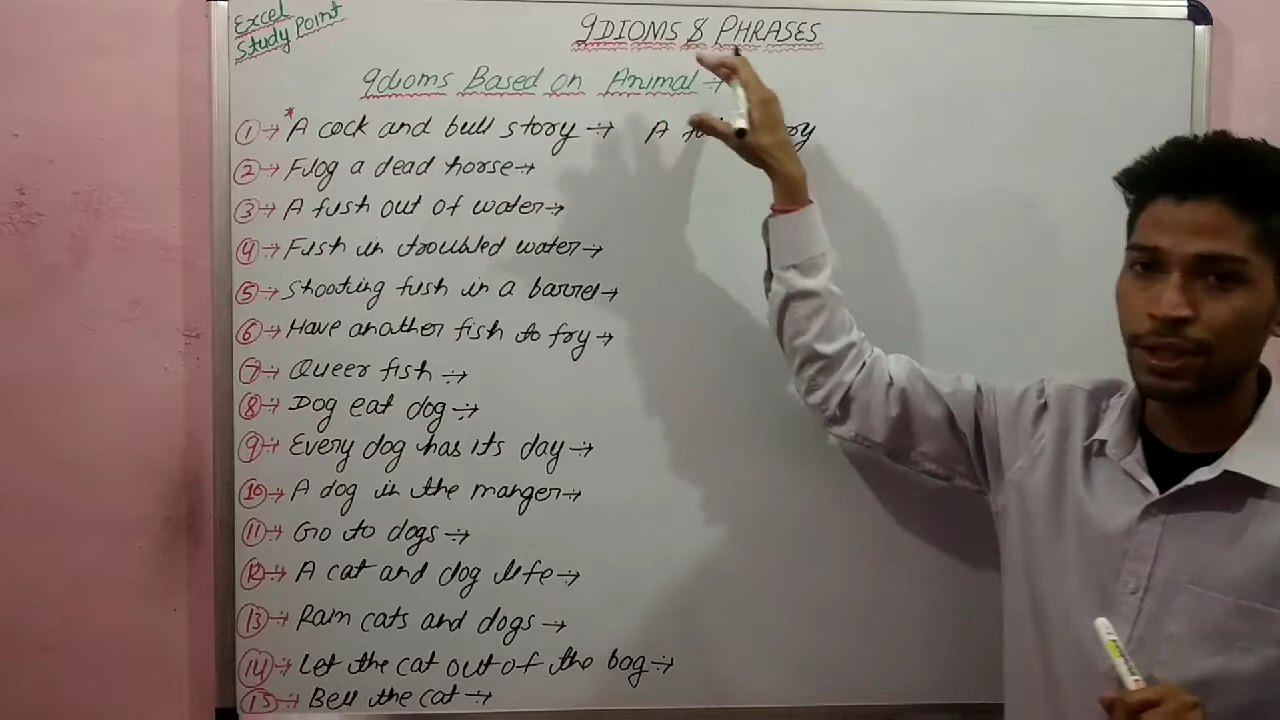 Excel
Study Point
IDIOMS & PHRASES
Idioms Based on Animal →
① → * A cock and bull story → A
② → Flog a dead horse →
③ → A fish out of water →
④ → Fish in troubled water →
⑤ → Shooting fish in a barrel →
⑥ → Have another fish to fry →
⑦ → Queer fish →
⑧ → Dog eat dog →
⑨ → Every dog has its day →
⑩ → A dog in the manger →
⑪ → Go to dogs →
⑫ → A cat and dog life →
⑬ → Rain cats and dogs →
⑭ → Let the cat out of the bag →
⑮ → Bell the cat →